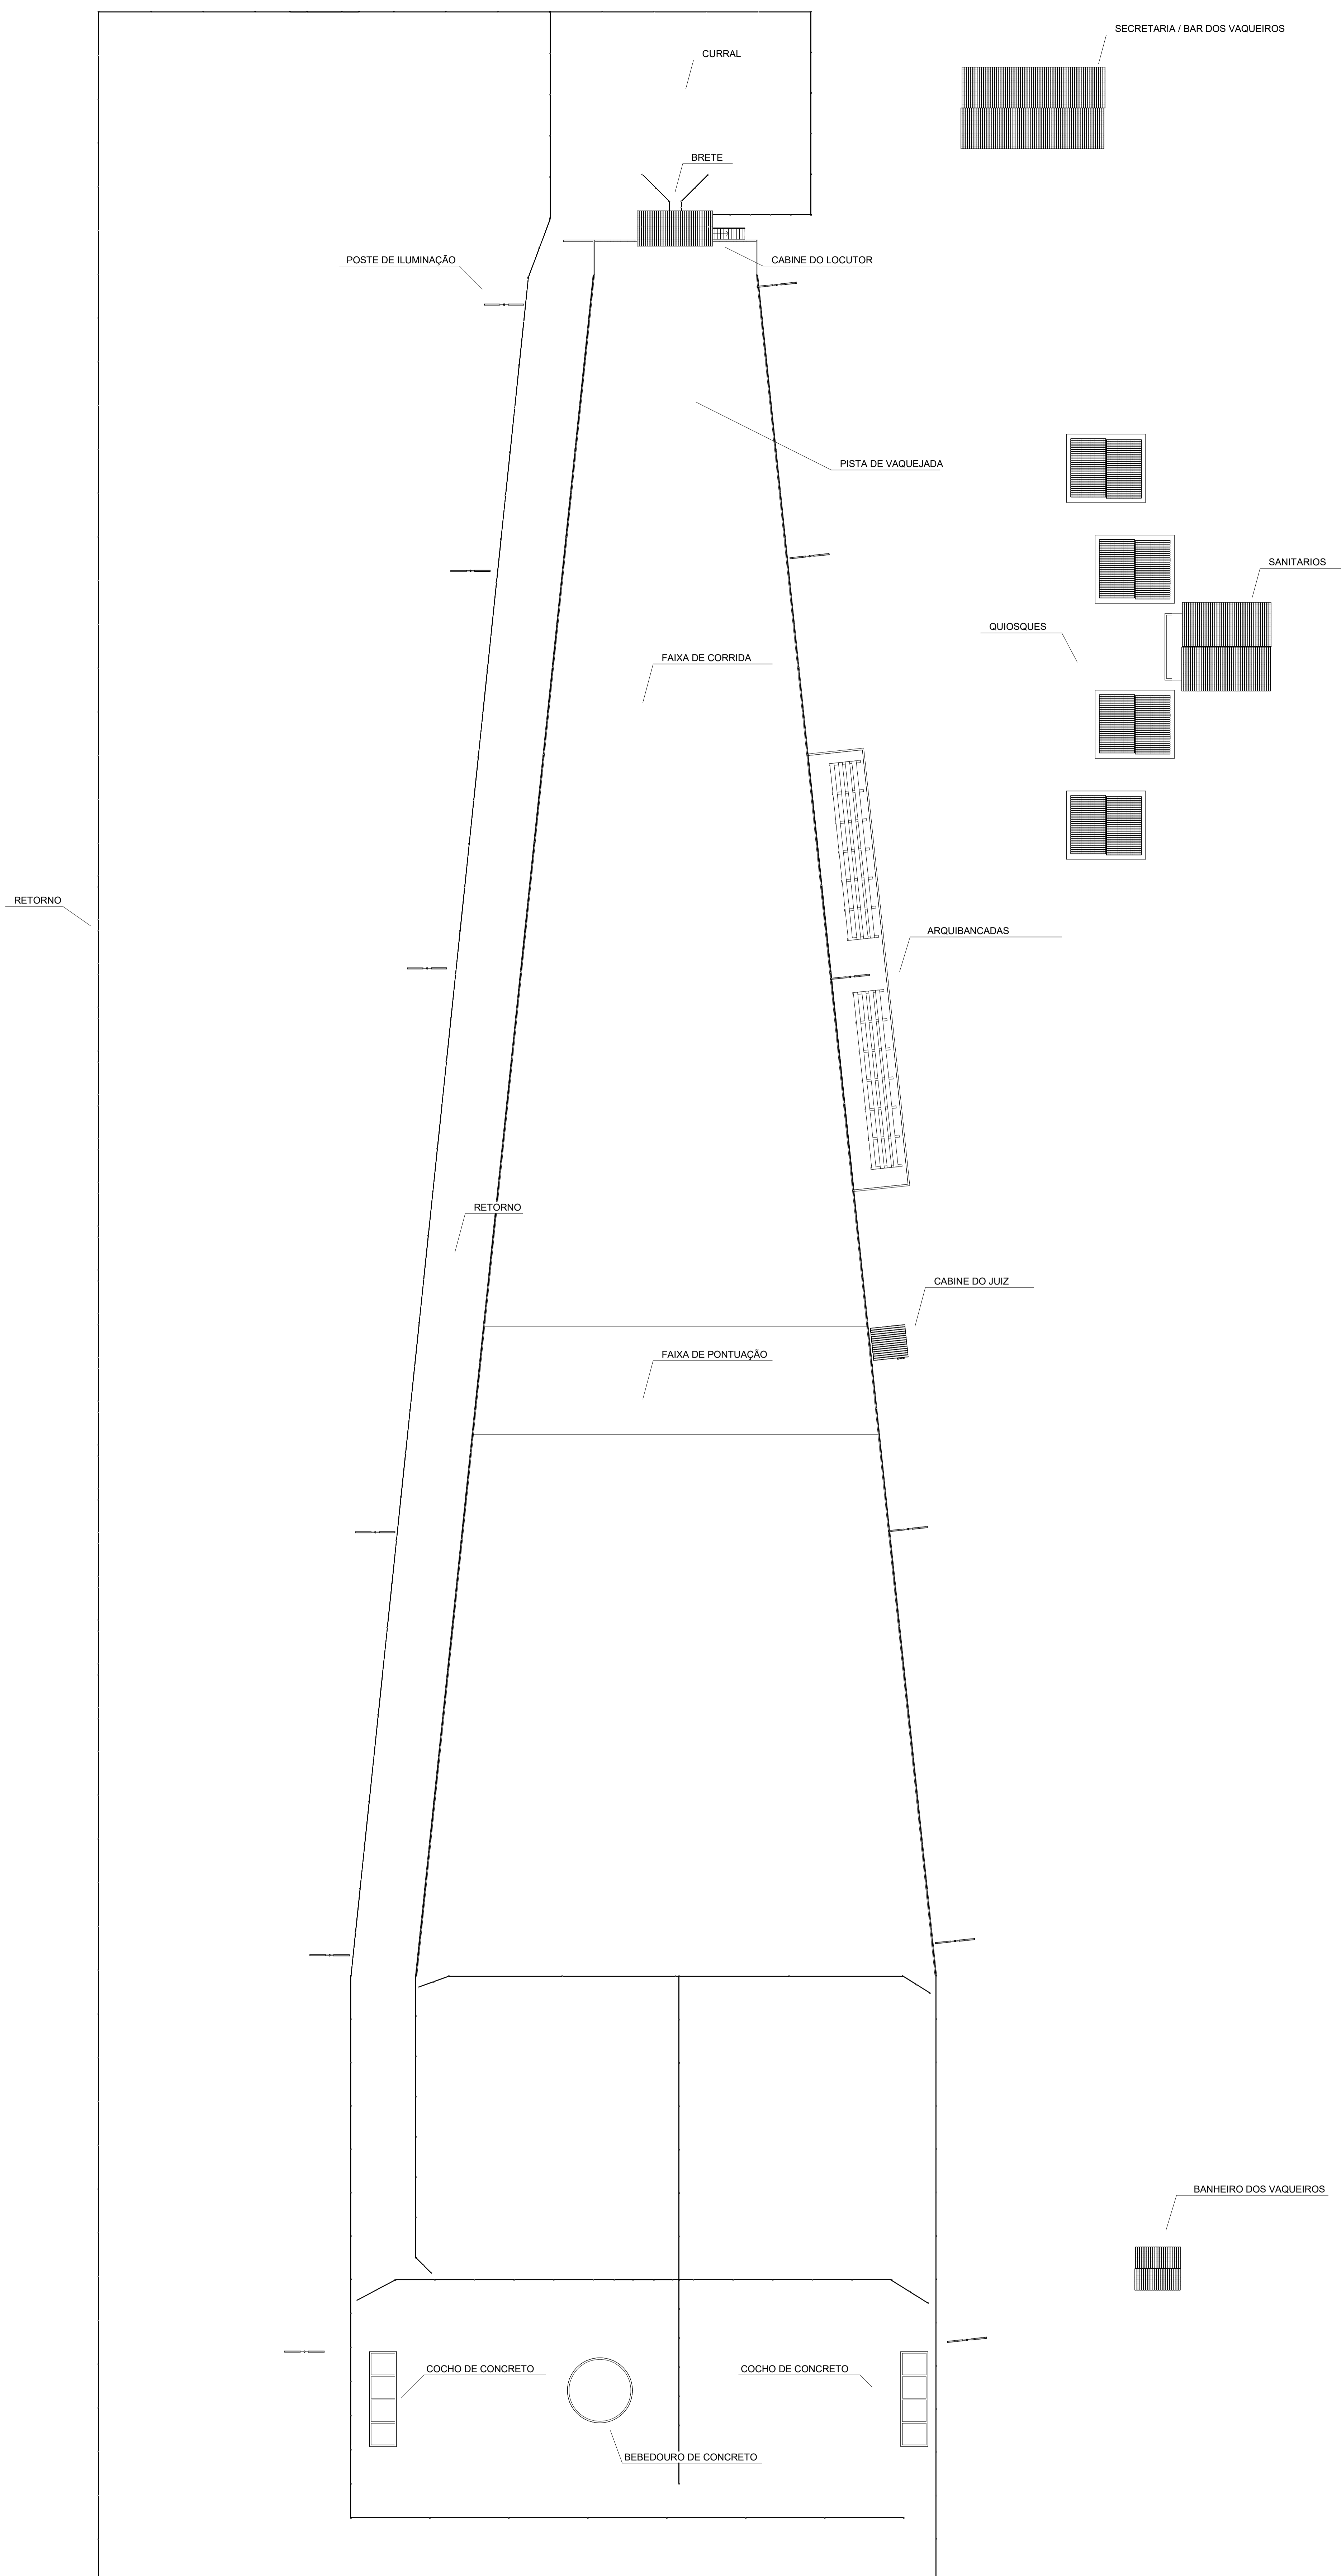 SECRETARIA / BAR DOS VAQUEIROS
CURRAL
BRETE
POSTE DE ILUMINAÇÃO
CABINE DO LOCUTOR
PISTA DE VAQUEJADA
SANITARIOS
QUIOSQUES
FAIXA DE CORRIDA
RETORNO
ARQUIBANCADAS
RETORNO
CABINE DO JUIZ
FAIXA DE PONTUAÇÃO
BANHEIRO DOS VAQUEIROS
COCHO DE CONCRETO
COCHO DE CONCRETO
BEBEDOURO DE CONCRETO